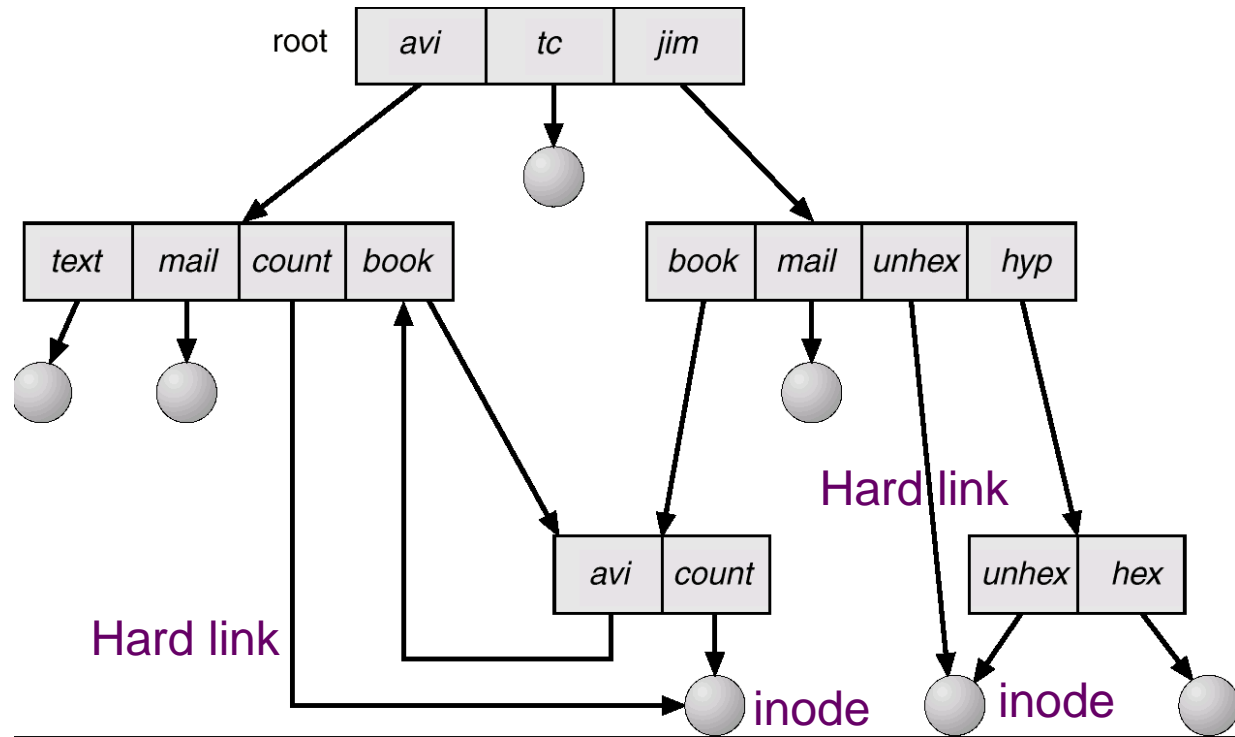 root avi tc jim
text mail count book book mail unhex hyp
Hard link
avi count unhex hex
Hard link
inode inode